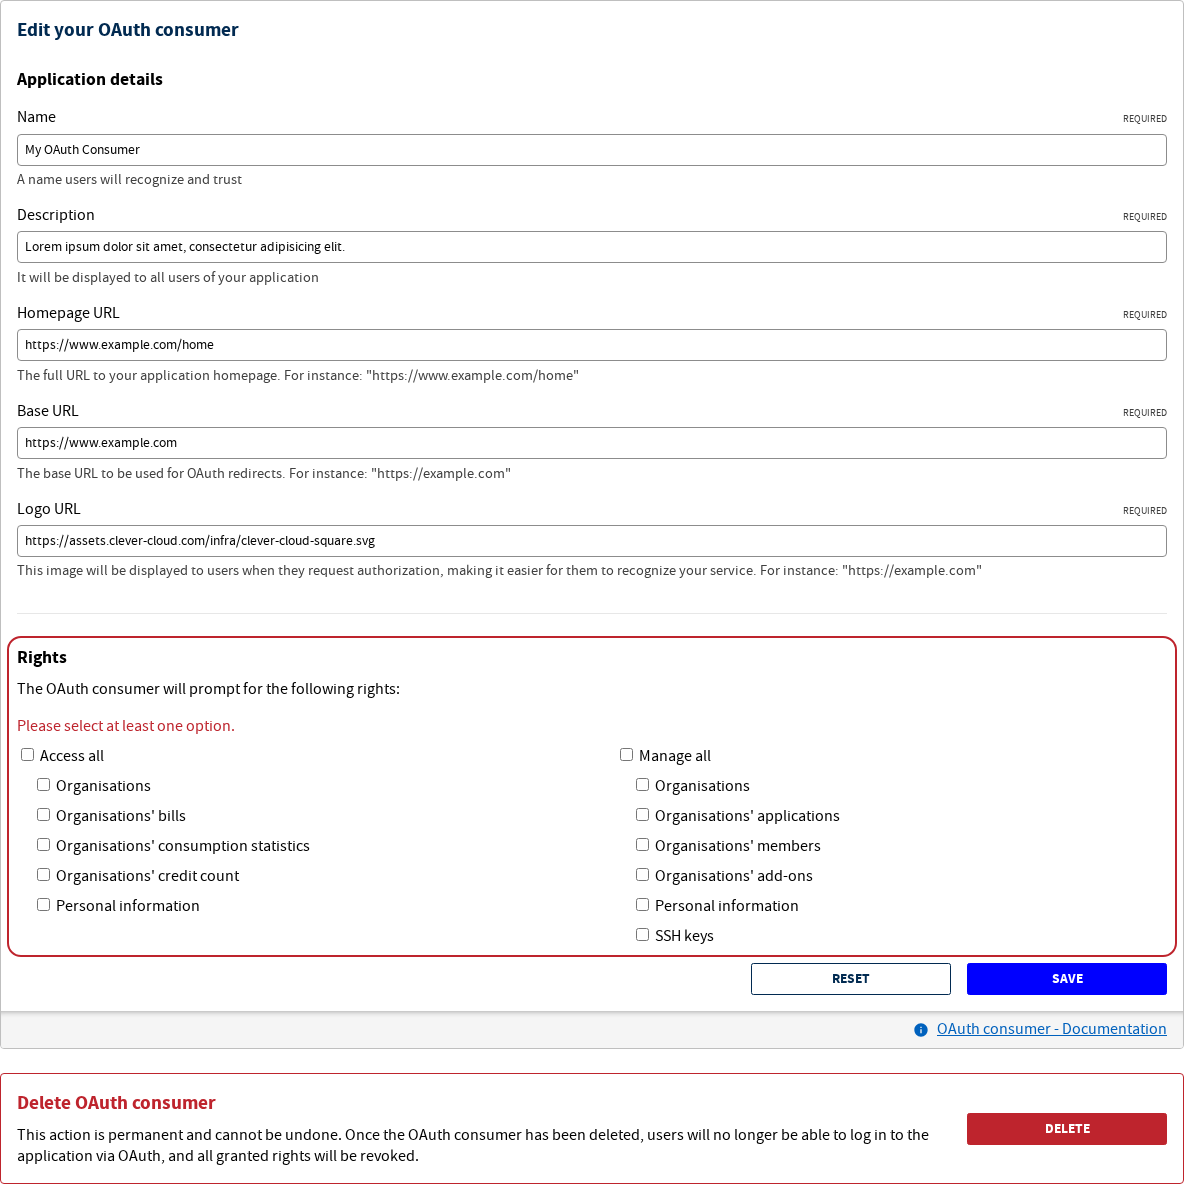 Edit your OAuth consumer
Application details
Name
REQUIRED
My OAuth Consumer
A name users will recognize and trust
Description
REQUIRED
Lorem ipsum dolor sit amet, consectetur adipisicing elit.
It will be displayed to all users of your application
Homepage URL
REQUIRED
https://www.example.com/home
The full URL to your application homepage. For instance: "https://www.example.com/home"
Base URL
REQUIRED
https://www.example.com
The base URL to be used for OAuth redirects. For instance: "https://example.com"
Logo URL
REQUIRED
https://assets.clever-cloud.com/infra/clever-cloud-square.svg
This image will be displayed to users when they request authorization, making it easier for them to recognize your service. For instance: "https://example.com"
Rights
The OAuth consumer will prompt for the following rights:
Please select at least one option.
Access all
Organisations
Organisations' bills
Organisations' consumption statistics
Organisations' credit count
Personal information
Manage all
Organisations
Organisations' applications
Organisations' members
Organisations' add-ons
Personal information
SSH keys
RESET
SAVE
OAuth consumer - Documentation
Delete OAuth consumer
This action is permanent and cannot be undone. Once the OAuth consumer has been deleted, users will no longer be able to log in to the
application via OAuth, and all granted rights will be revoked.
DELETE